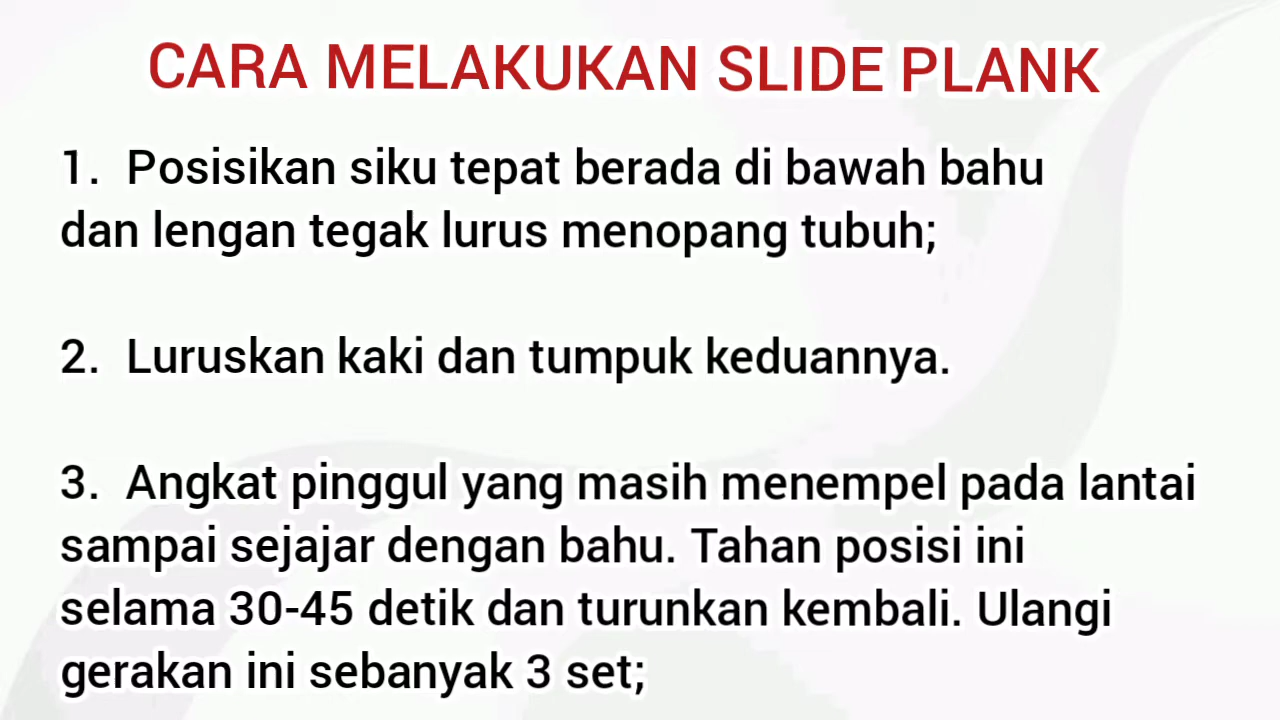 CARA MELAKUKAN SLIDE PLANK
1. Posisikan siku tepat berada di bawah bahu
dan lengan tegak lurus menopang tubuh;
2. Luruskan kaki dan tumpuk keduannya.
3. Angkat pinggul yang masih menempel pada lantai
sampai sejajar dengan bahu. Tahan posisi ini
selama 30-45 detik dan turunkan kembali. Ulangi
gerakan ini sebanyak 3 set;